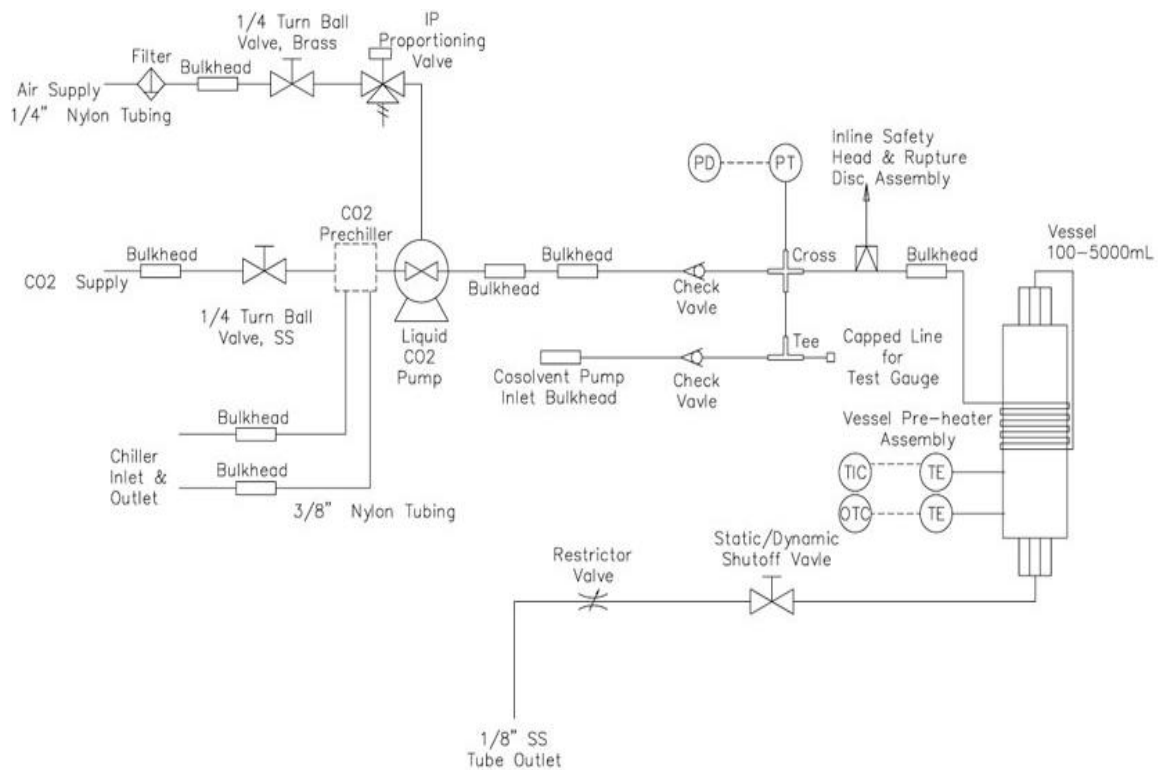 1/4 Turn Ball
Valve, Brass
IP
Proportioning
Valve
Filter
Bulkhead
Air Supply
1/4" Nylon Tubing
PD
PT
Inline Safety
Head & Rupture
Disc Assembly
CO2
Prechiller
Bulkhead
CO2 Supply
1/4 Turn Ball
Valve, SS
Liquid
CO2
Pump
Bulkhead
Bulkhead
Check
Vavle
Cross
Bulkhead
Vessel
100-5000mL
Cosolvent Pump
Inlet Bulkhead
Check
Vavle
Tee
Capped Line
for
Test Gauge
Bulkhead
Chiller
Inlet &
Outlet
Bulkhead
3/8" Nylon Tubing
Vessel Pre-heater
Assembly
TIC
TE
OTC
TE
Restrictor
Valve
Static/Dynamic
Shutoff Vavle
1/8" SS
Tube Outlet